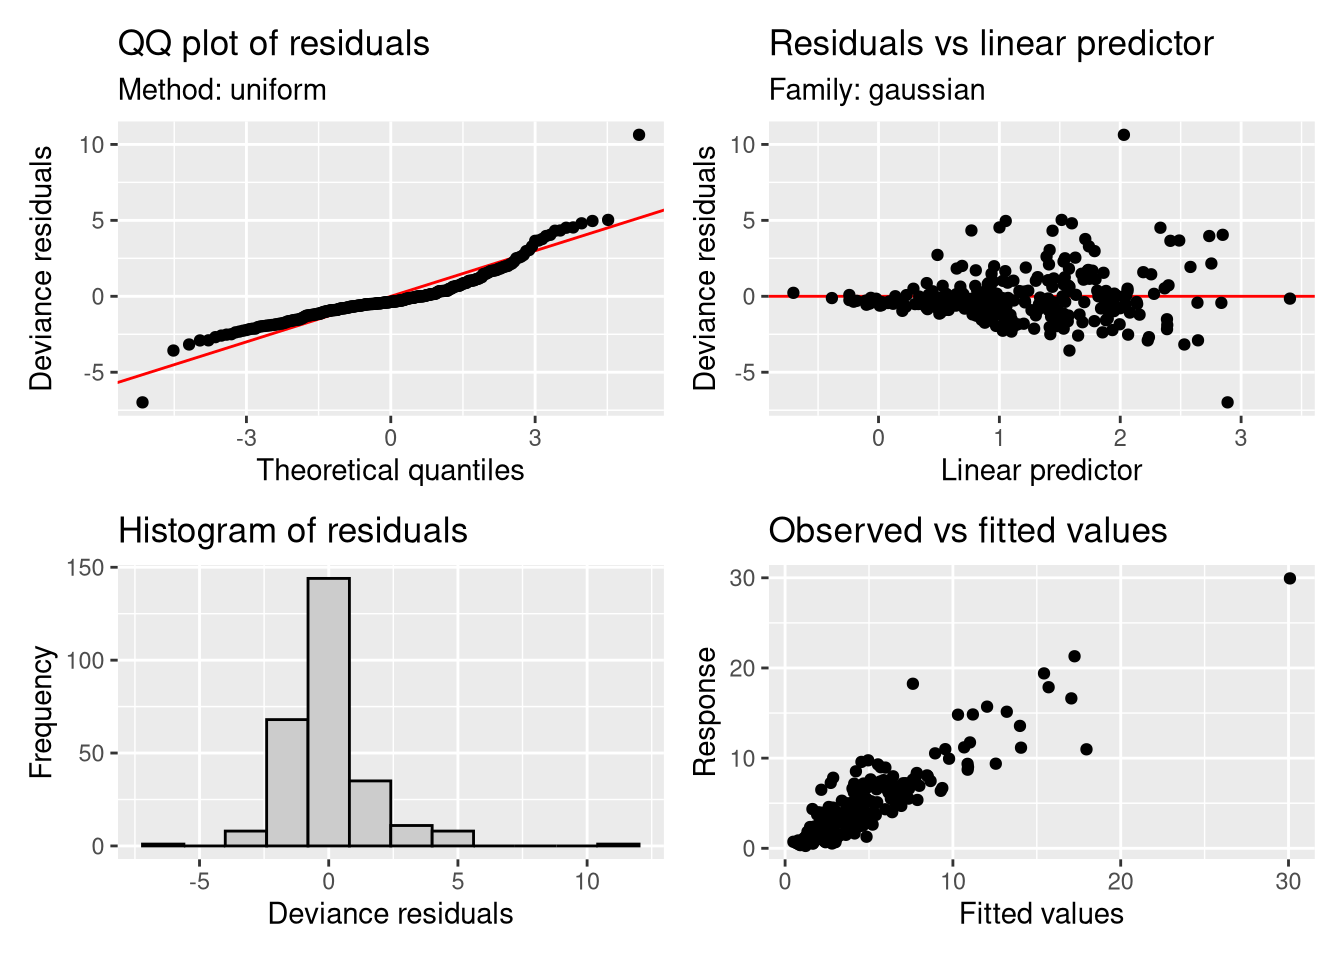 QQ plot of residuals
Method: uniform
Deviance residuals
10
5
0
-5
-3
0
3
Theoretical quantiles
Residuals vs linear predictor
Family: gaussian
Deviance residuals
10
5
0
-5
0
1
2
3
Linear predictor
Histogram of residuals
Frequency
150
100
50
0
-5
0
5
10
Deviance residuals
Observed vs fitted values
Response
30
20
10
0
0
10
20
30
Fitted values